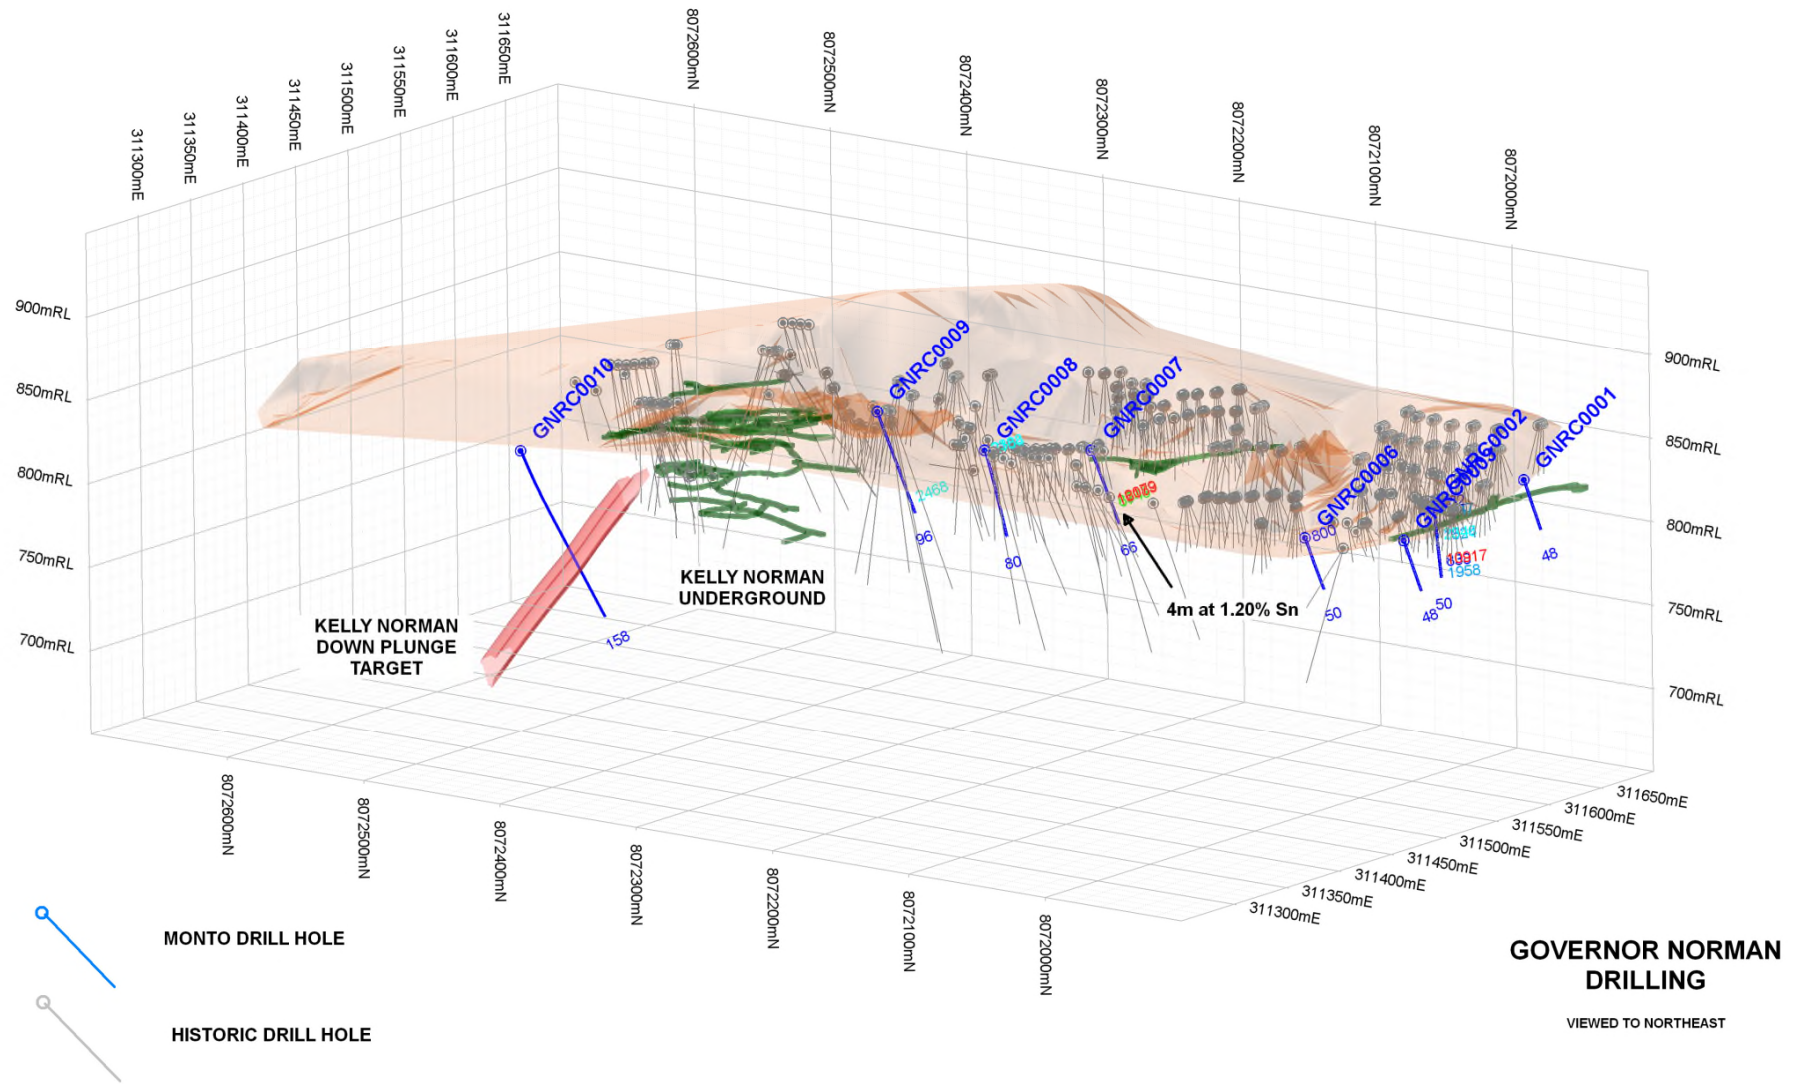 311300mE
311350mE
311400mE
311450mE
311500mE
311550mE
311600mE
311650mE
8072600mN
8072500mN
8072400mN
8072300mN
8072200mN
8072100mN
8072000mN
900mRL
850mRL
800mRL
750mRL
700mRL
900mRL
850mRL
800mRL
750mRL
700mRL
GNRC0010
GNRC0009
GNRC0008
GNRC0007
GNRC0006
GNRC0003
GNRC0002
GNRC0001
2468
96
80
66
800
50
48
50
1958
48
158
4m at 1.20% Sn
KELLY NORMAN
UNDERGROUND
KELLY NORMAN
DOWN PLUNGE
TARGET
8072600mN
8072500mN
8072400mN
8072300mN
8072200mN
8072100mN
8072000mN
311300mE
311350mE
311400mE
311450mE
311500mE
311550mE
311600mE
311650mE
MONTO DRILL HOLE
HISTORIC DRILL HOLE
GOVERNOR NORMAN
DRILLING
VIEWED TO NORTHEAST